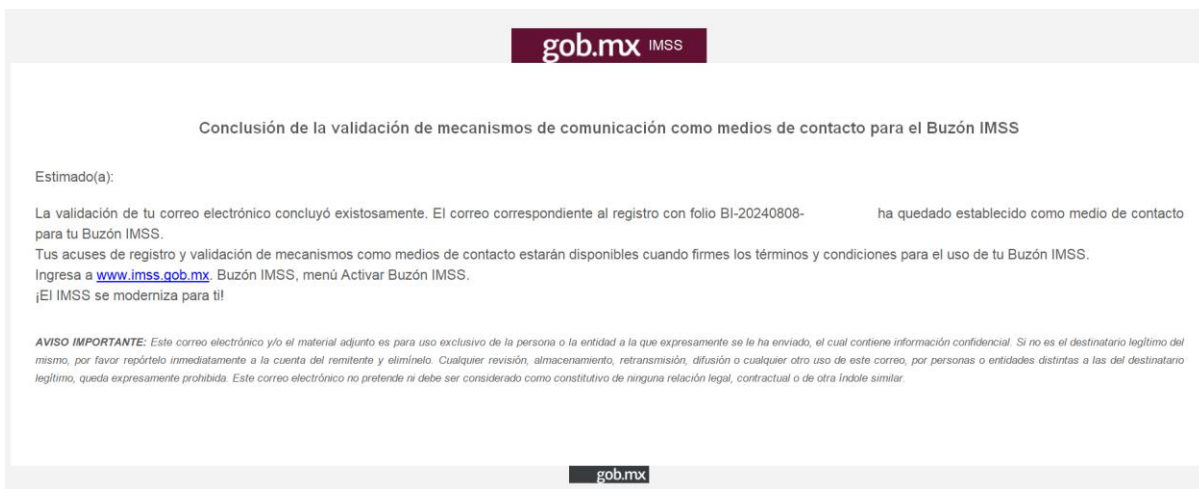 gob.mx IMSS
Conclusión de la validación de mecanismos de comunicación como medios de contacto para el Buzón IMSS
Estimado(a):
La validación de tu correo electrónico concluyó existosamente. El correo correspondiente al registro con folio BI-20240808- ha quedado establecido como medio de contacto
para tu Buzón IMSS.
Tus acuses de registro y validación de mecanismos como medios de contacto estarán disponibles cuando firmes los términos y condiciones para el uso de tu Buzón IMSS.
Ingresa a www.imss.gob.mx. Buzón IMSS, menú Activar Buzón IMSS.
¡El IMSS se moderniza para ti!
AVISO IMPORTANTE: Este correo electrónico y/o el material adjunto es para uso exclusivo de la persona o la entidad a la que expresamente se le ha enviado, el cual contiene información confidencial. Si no es el destinatario legítimo del
mismo, por favor repórtelo inmediatamente a la cuenta del remitente y elimínelo. Cualquier revisión, almacenamiento, retransmisión, difusión o cualquier otro uso de este correo, por personas o entidades distintas a las del destinatario
legítimo, queda expresamente prohibida. Este correo electrónico no pretende ni debe ser considerado como constitutivo de ninguna relación legal, contractual o de otra índole similar.
gob.mx